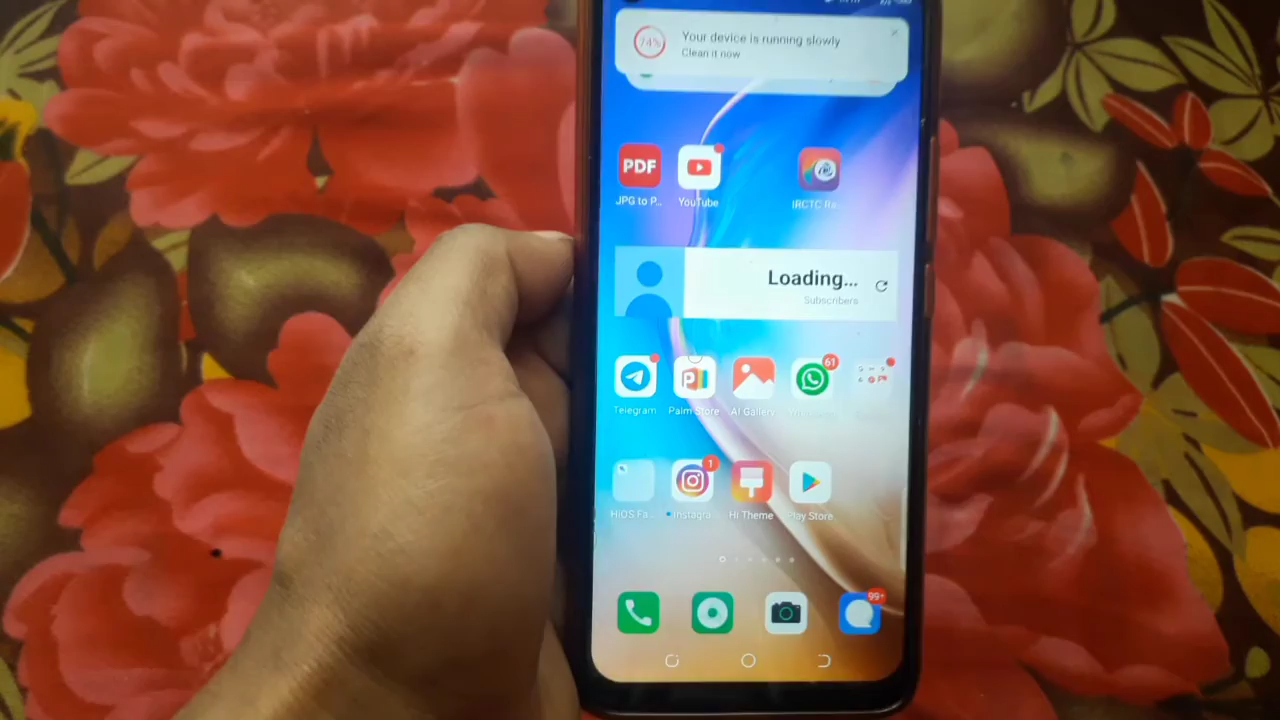 74%
Your device is running slowly
Clean it now
PDF
JPG to P...
YouTube
IRCTC Ra
Loading...
Subscribers
61
Telegram
Palm Store
AI Gallery
1
HiOS Fa...
Instagra
Hi Theme
Play Store
99+